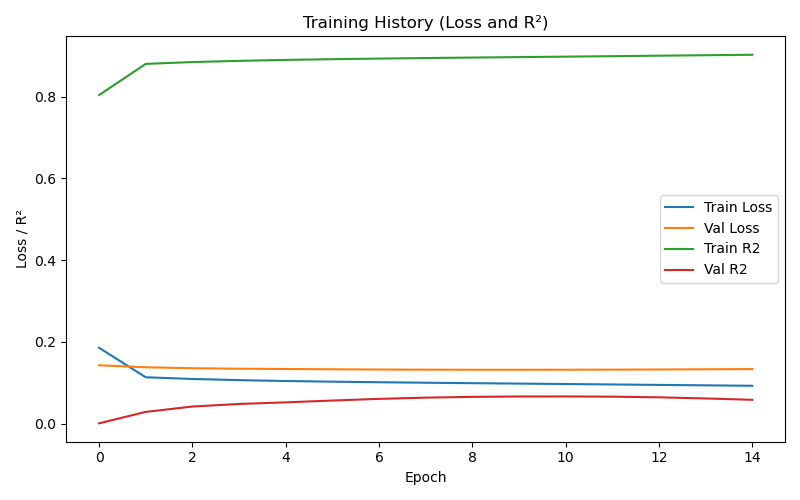 Training History (Loss and R²)
Loss / R²
0.8
0.6
0.4
0.2
0.0
Train Loss
Val Loss
Train R2
Val R2
0 2 4 6 8 10 12 14
Epoch